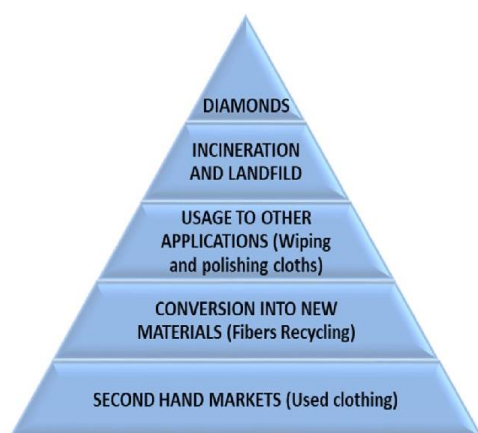 DIAMONDS
INCINERATION
AND LANDFILD
USAGE TO OTHER
APPLICATIONS (Wiping
and polishing cloths)
CONVERSION INTO NEW
MATERIALS (Fibers Recycling)
SECOND HAND MARKETS (Used clothing)